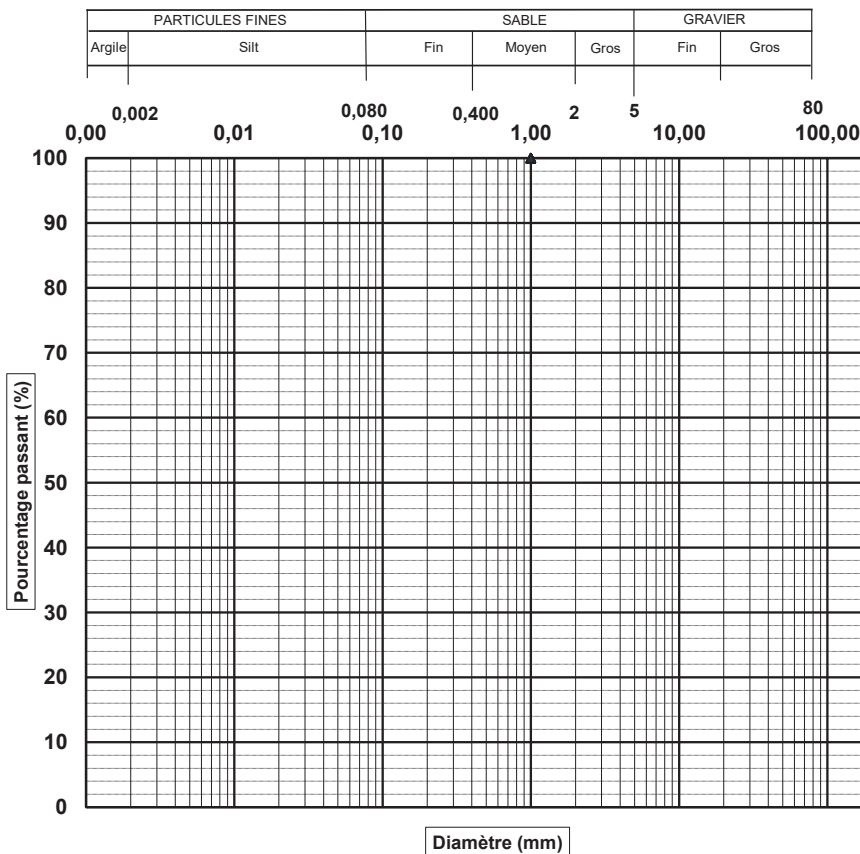 PARTICULES FINES SABLE GRAVIER
Argile Silt Fin Moyen Gros Fin Gros
0,002 0,080 0,400 2 5 80
0,00 0,01 0,10 1,00 10,00 100,00
100
90
80
70
60
50
40
30
20
10
0
Pourcentage passant (%)
Diamètre (mm)